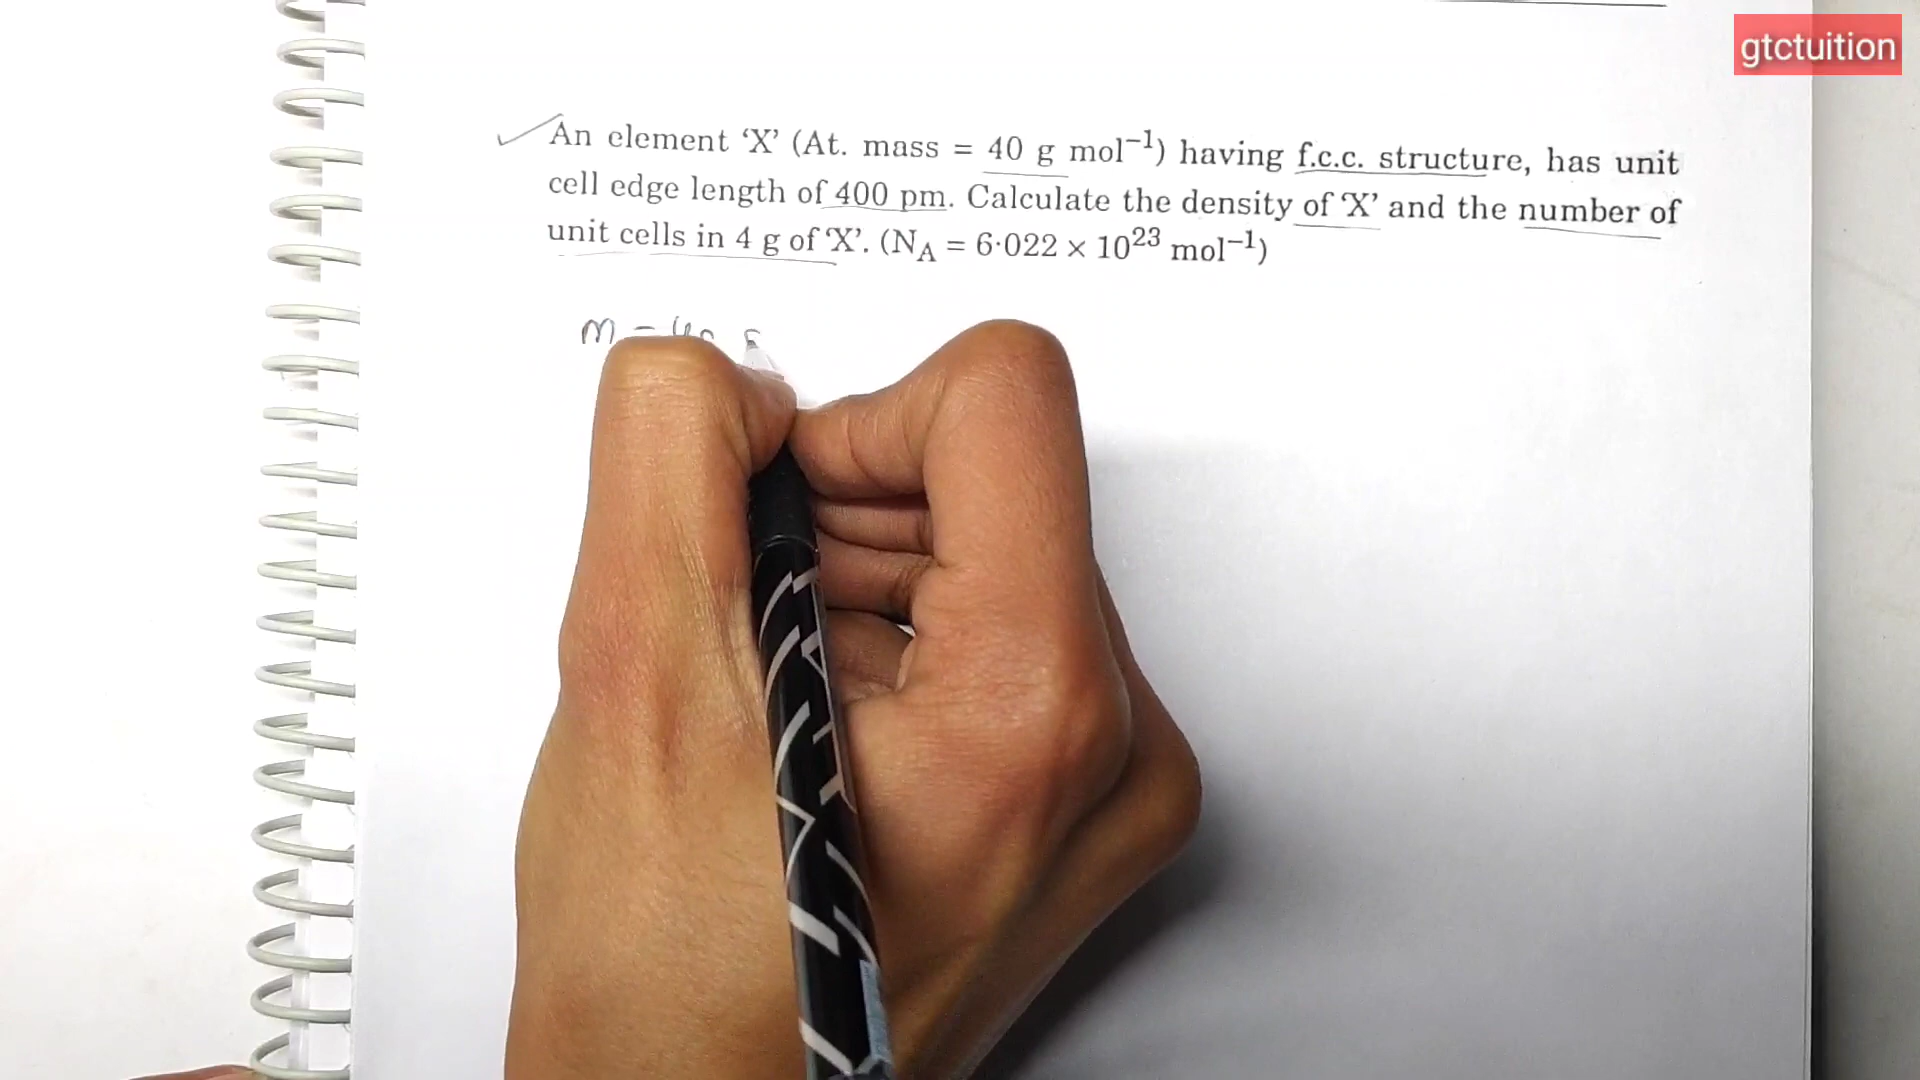 gtctuition
An element ‘X’ (At. mass = 40 g mol⁻¹) having f.c.c. structure, has unit
cell edge length of 400 pm. Calculate the density of ‘X’ and the number of
unit cells in 4 g of ‘X’. (N_A = 6·022 × 10²³ mol⁻¹)
m = 40